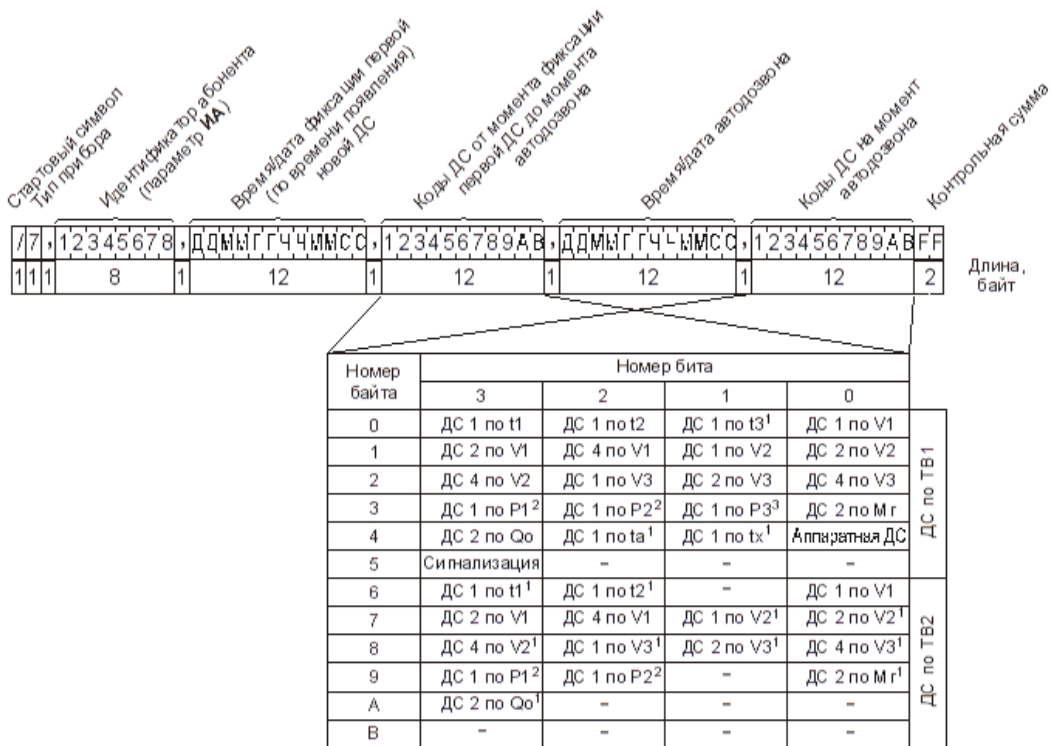 Стартовый символ
Тип прибора
Идентификатор абонента
(параметр ИА)
Время/дата фиксации первой
(по времени появления)
новой ДС
Коды ДС от момента фиксации
первой ДС до момента
автодозвона
Время/дата автодозвона
Коды ДС на момент
автодозвона
Контрольная сумма
/ 7 , 1 2 3 4 5 6 7 8 , Д Д М М Г Г Ч Ч М М С С , 1 2 3 4 5 6 7 8 9 A B , Д Д М М Г Г Ч Ч М М С С , 1 2 3 4 5 6 7 8 9 A B F F
1 1 1 8 1 12 1 12 1 12 1 12 2
Длина,
байт
Номер байта Номер бита
3 2 1 0
0 ДС 1 по t1 ДС 1 по t2 ДС 1 по t3¹ ДС 1 по V1
1 ДС 2 по V1 ДС 4 по V1 ДС 1 по V2 ДС 2 по V2
2 ДС 4 по V2 ДС 1 по V3 ДС 2 по V3 ДС 4 по V3
3 ДС 1 по P1² ДС 1 по P2² ДС 1 по P3³ ДС 2 по Мг
4 ДС 2 по Qo ДС 1 по ta¹ ДС 1 по tx¹ Аппаратная ДС
5 Сигнализация – – –
ДС по ТВ1
6 ДС 1 по t1¹ ДС 1 по t2¹ – ДС 1 по V1
7 ДС 2 по V1 ДС 4 по V1 ДС 1 по V2¹ ДС 2 по V2¹
8 ДС 4 по V2¹ ДС 1 по V3¹ ДС 2 по V3¹ ДС 4 по V3¹
9 ДС 1 по P1² ДС 1 по P2² – ДС 2 по Мг¹
A ДС 2 по Qo¹ – – –
B – – – –
ДС по ТВ2